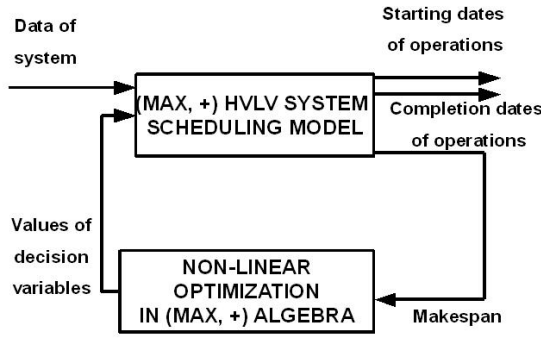 Data of
system
Starting dates
of operations
(MAX, +) HVLV SYSTEM
SCHEDULING MODEL
Completion dates
of operations
Values of
decision
variables
NON-LINEAR
OPTIMIZATION
IN (MAX, +) ALGEBRA
Makespan